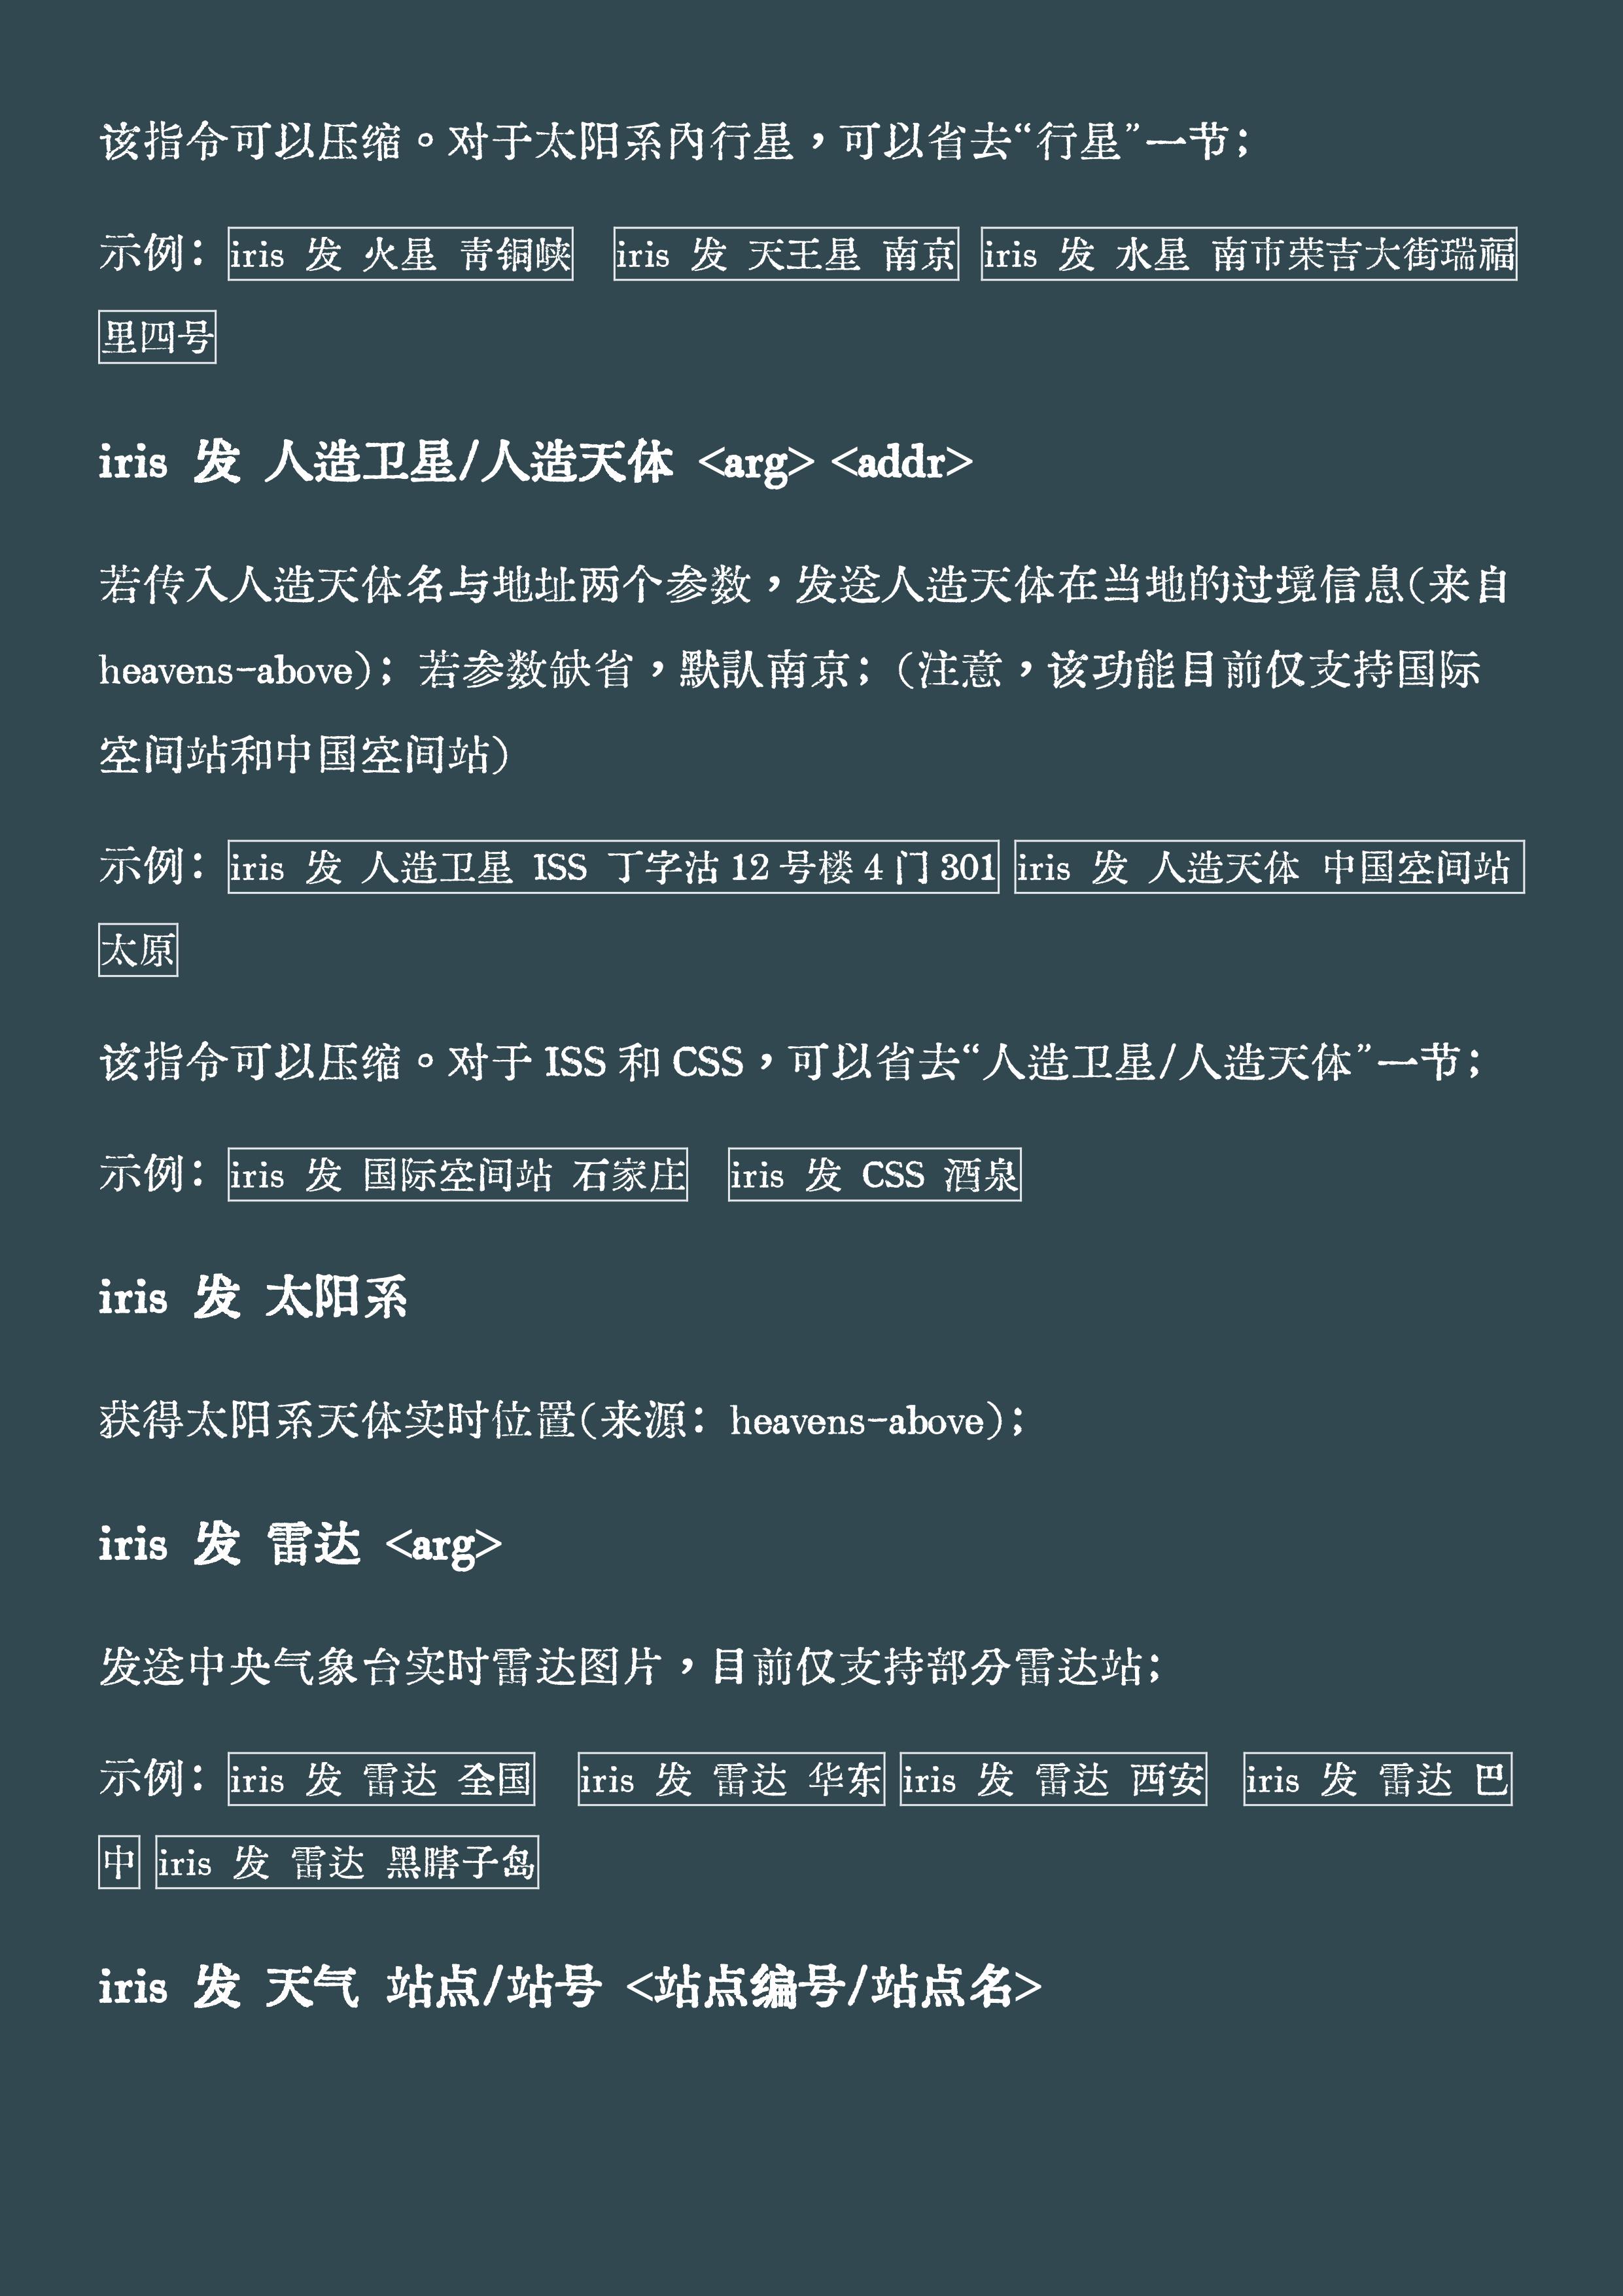 该指令可以压缩。对于太阳系内行星，可以省去“行星”一节；
示例： iris 发 火星 青铜峡 iris 发 天王星 南京 iris 发 水星 南市荣吉大街瑞福
里四号
iris 发 人造卫星/人造天体 <arg> <addr>
若传入人造天体名与地址两个参数，发送人造天体在当地的过境信息（来自
heavens-above）；若参数缺省，默认南京；（注意，该功能目前仅支持国际
空间站和中国空间站）
示例： iris 发 人造卫星 ISS 丁字沽 12 号楼 4 门 301 iris 发 人造天体 中国空间站
太原
该指令可以压缩。对于 ISS 和 CSS，可以省去“人造卫星/人造天体”一节；
示例： iris 发 国际空间站 石家庄 iris 发 CSS 酒泉
iris 发 太阳系
获得太阳系天体实时位置（来源：heavens-above）；
iris 发 雷达 <arg>
发送中央气象台实时雷达图片，目前仅支持部分雷达站；
示例： iris 发 雷达 全国 iris 发 雷达 华东 iris 发 雷达 西安 iris 发 雷达 巴
中 iris 发 雷达 黑瞎子岛
iris 发 天气 站点/站号 <站点编号/站点名>